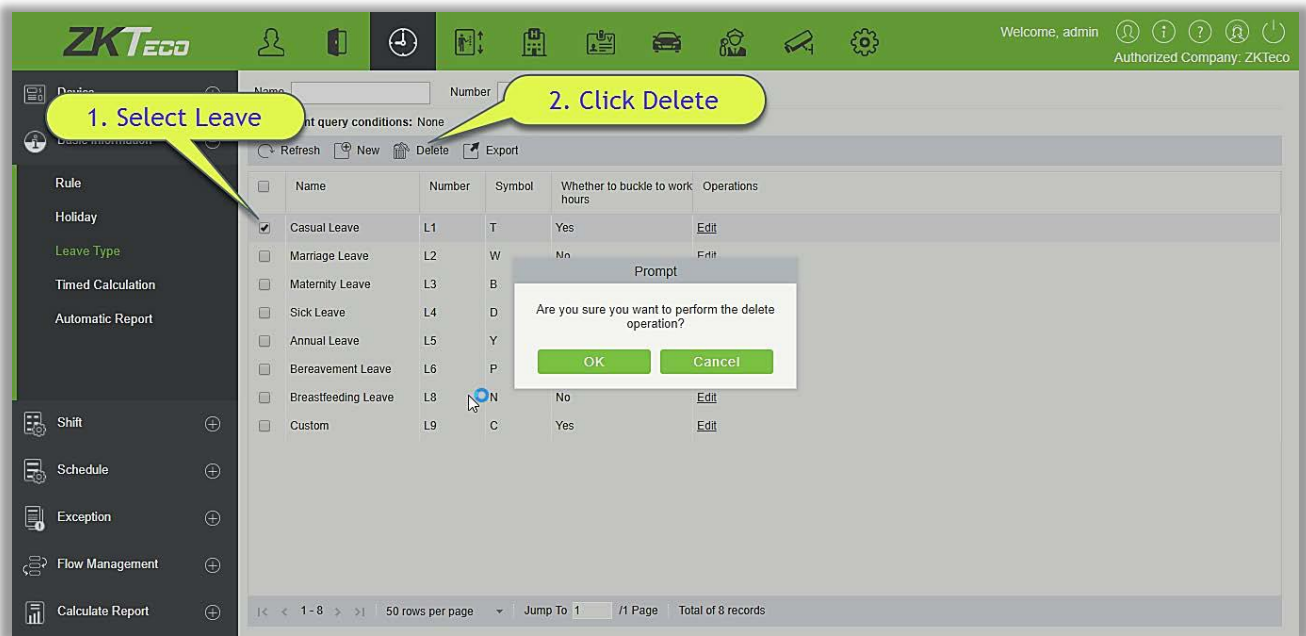 ZKTeco
Welcome, admin
Authorized Company: ZKTeco
Device
Name
Number
1. Select Leave
2. Click Delete
nt query conditions: None
Basic Information
Refresh New Delete Export
Rule
Holiday
Leave Type
Timed Calculation
Automatic Report
Shift
Schedule
Exception
Flow Management
Calculate Report
Name Number Symbol Whether to buckle to work hours Operations
Casual Leave L1 T Yes Edit
Marriage Leave L2 W No Edit
Maternity Leave L3 B
Sick Leave L4 D
Annual Leave L5 Y
Bereavement Leave L6 P
Breastfeeding Leave L8 N No Edit
Custom L9 C Yes Edit
Prompt
Are you sure you want to perform the delete
operation?
OK Cancel
|< < 1 - 8 > >| 50 rows per page Jump To 1 /1 Page Total of 8 records